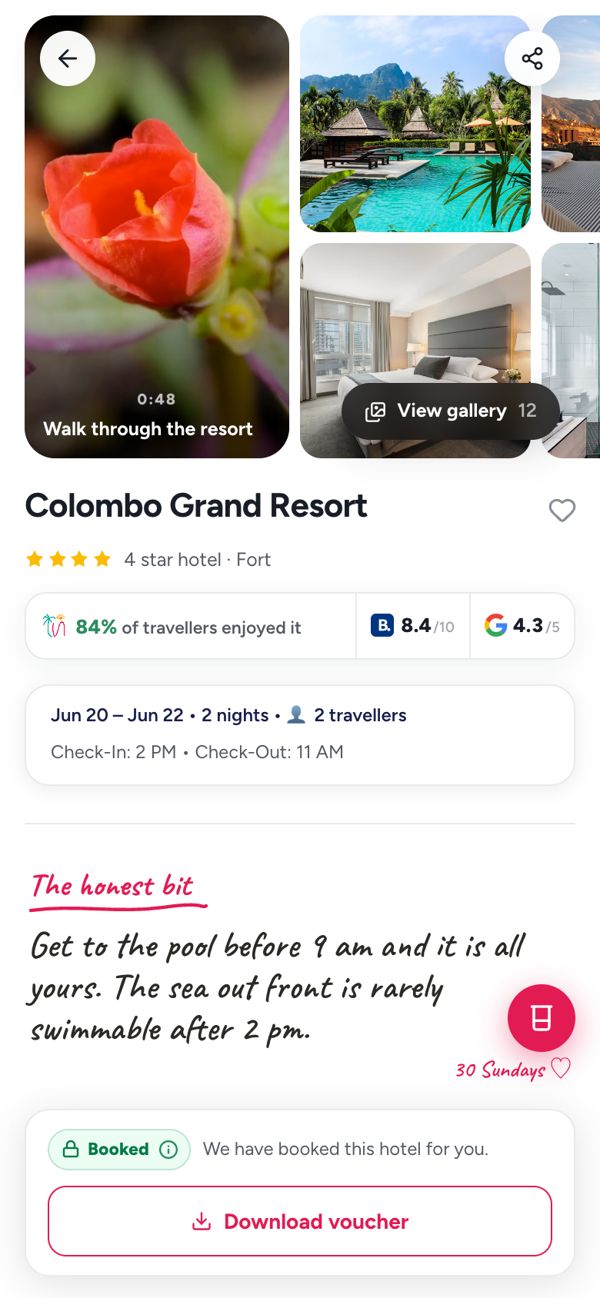 0:48
Walk through the resort
View gallery 12
Colombo Grand Resort
4 star hotel · Fort
84% of travellers enjoyed it
B. 8.4/10
4.3/5
Jun 20 – Jun 22 • 2 nights • 2 travellers
Check-In: 2 PM • Check-Out: 11 AM
The honest bit
Get to the pool before 9 am and it is all
yours. The sea out front is rarely
swimmable after 2 pm.
30 Sundays
Booked We have booked this hotel for you.
Download voucher